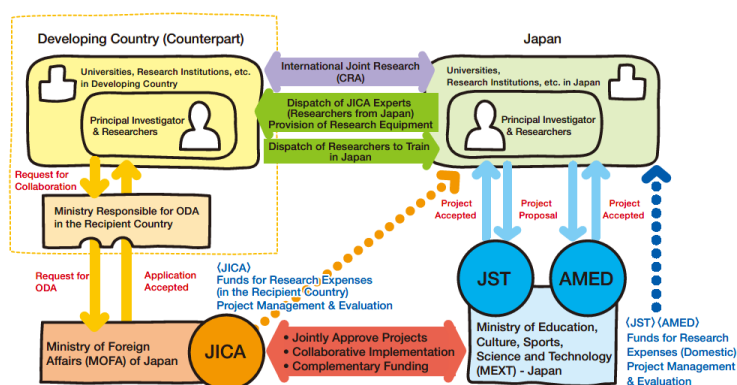 Developing Country (Counterpart)
Japan
Universities, Research Institutions, etc.
in Developing Country
Principal Investigator
& Researchers
International Joint Research
(CRA)
Dispatch of JICA Experts
(Researchers from Japan)
Provision of Research Equipment
Dispatch of Researchers to Train
in Japan
Universities,
Research Institutions, etc. in Japan
Principal Investigator
& Researchers
Request for
Collaboration
Ministry Responsible for ODA
in the Recipient Country
Project
Accepted
Project
Proposal
Project
Accepted
Request for
ODA
Application
Accepted
〈JICA〉
Funds for Research Expenses
(in the Recipient Country)
Project Management & Evaluation
JST
AMED
Ministry of Foreign
Affairs (MOFA) of Japan
JICA
• Jointly Approve Projects
• Collaborative Implementation
• Complementary Funding
Ministry of Education,
Culture, Sports,
Science and Technology
(MEXT) - Japan
〈JST〉〈AMED〉
Funds for Research
Expenses (Domestic)
Project Management
& Evaluation